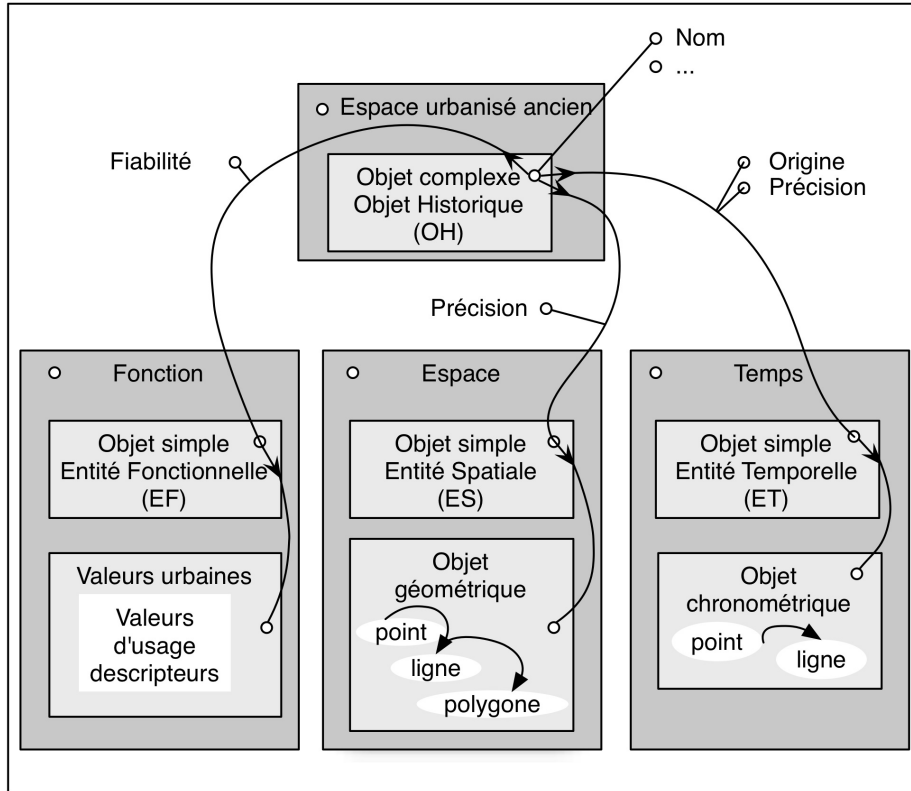 Nom
...
Espace urbanisé ancien
Fiabilité
Origine
Précision
Objet complexe
Objet Historique
(OH)
Précision
Fonction
Objet simple
Entité Fonctionnelle
(EF)
Valeurs urbaines
Valeurs
d'usage
descripteurs
Espace
Objet simple
Entité Spatiale
(ES)
Objet
géométrique
point
ligne
polygone
Temps
Objet simple
Entité Temporelle
(ET)
Objet
chronométrique
point
ligne